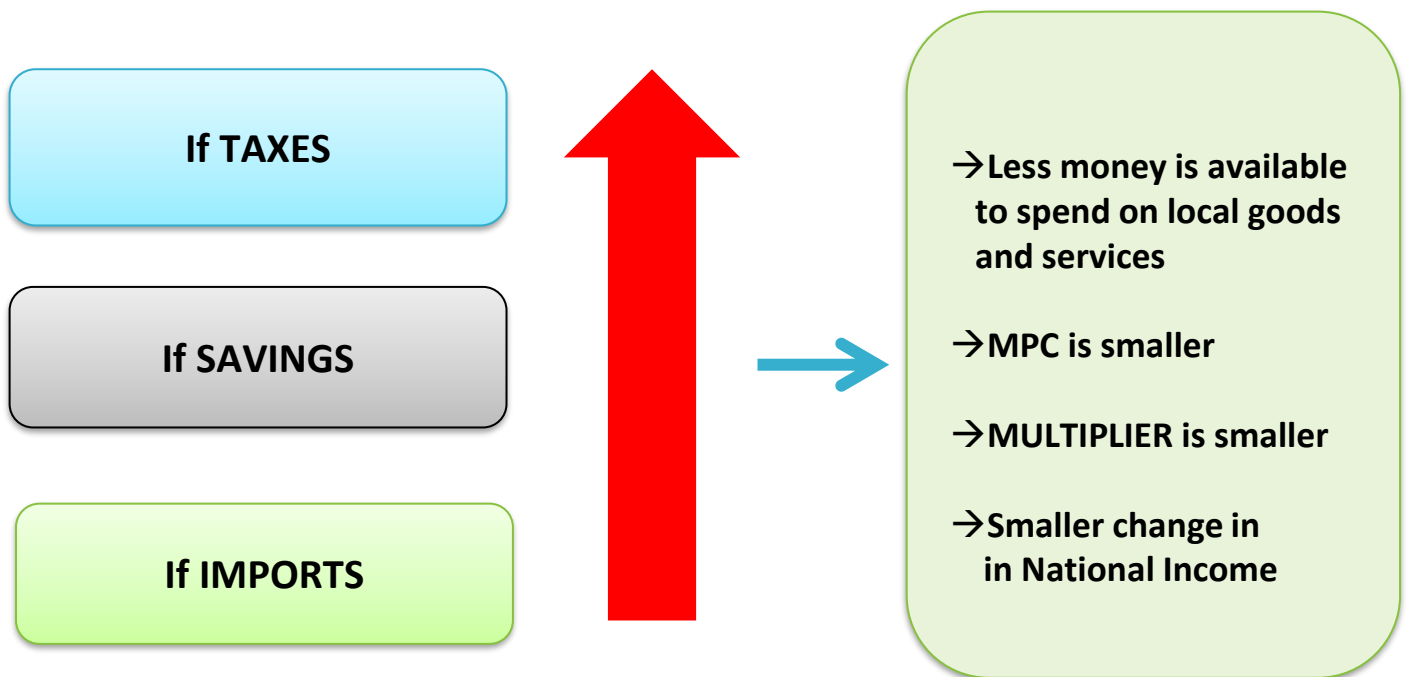 If TAXES
If SAVINGS
If IMPORTS
→Less money is available
to spend on local goods
and services
→MPC is smaller
→MULTIPLIER is smaller
→Smaller change in
in National Income